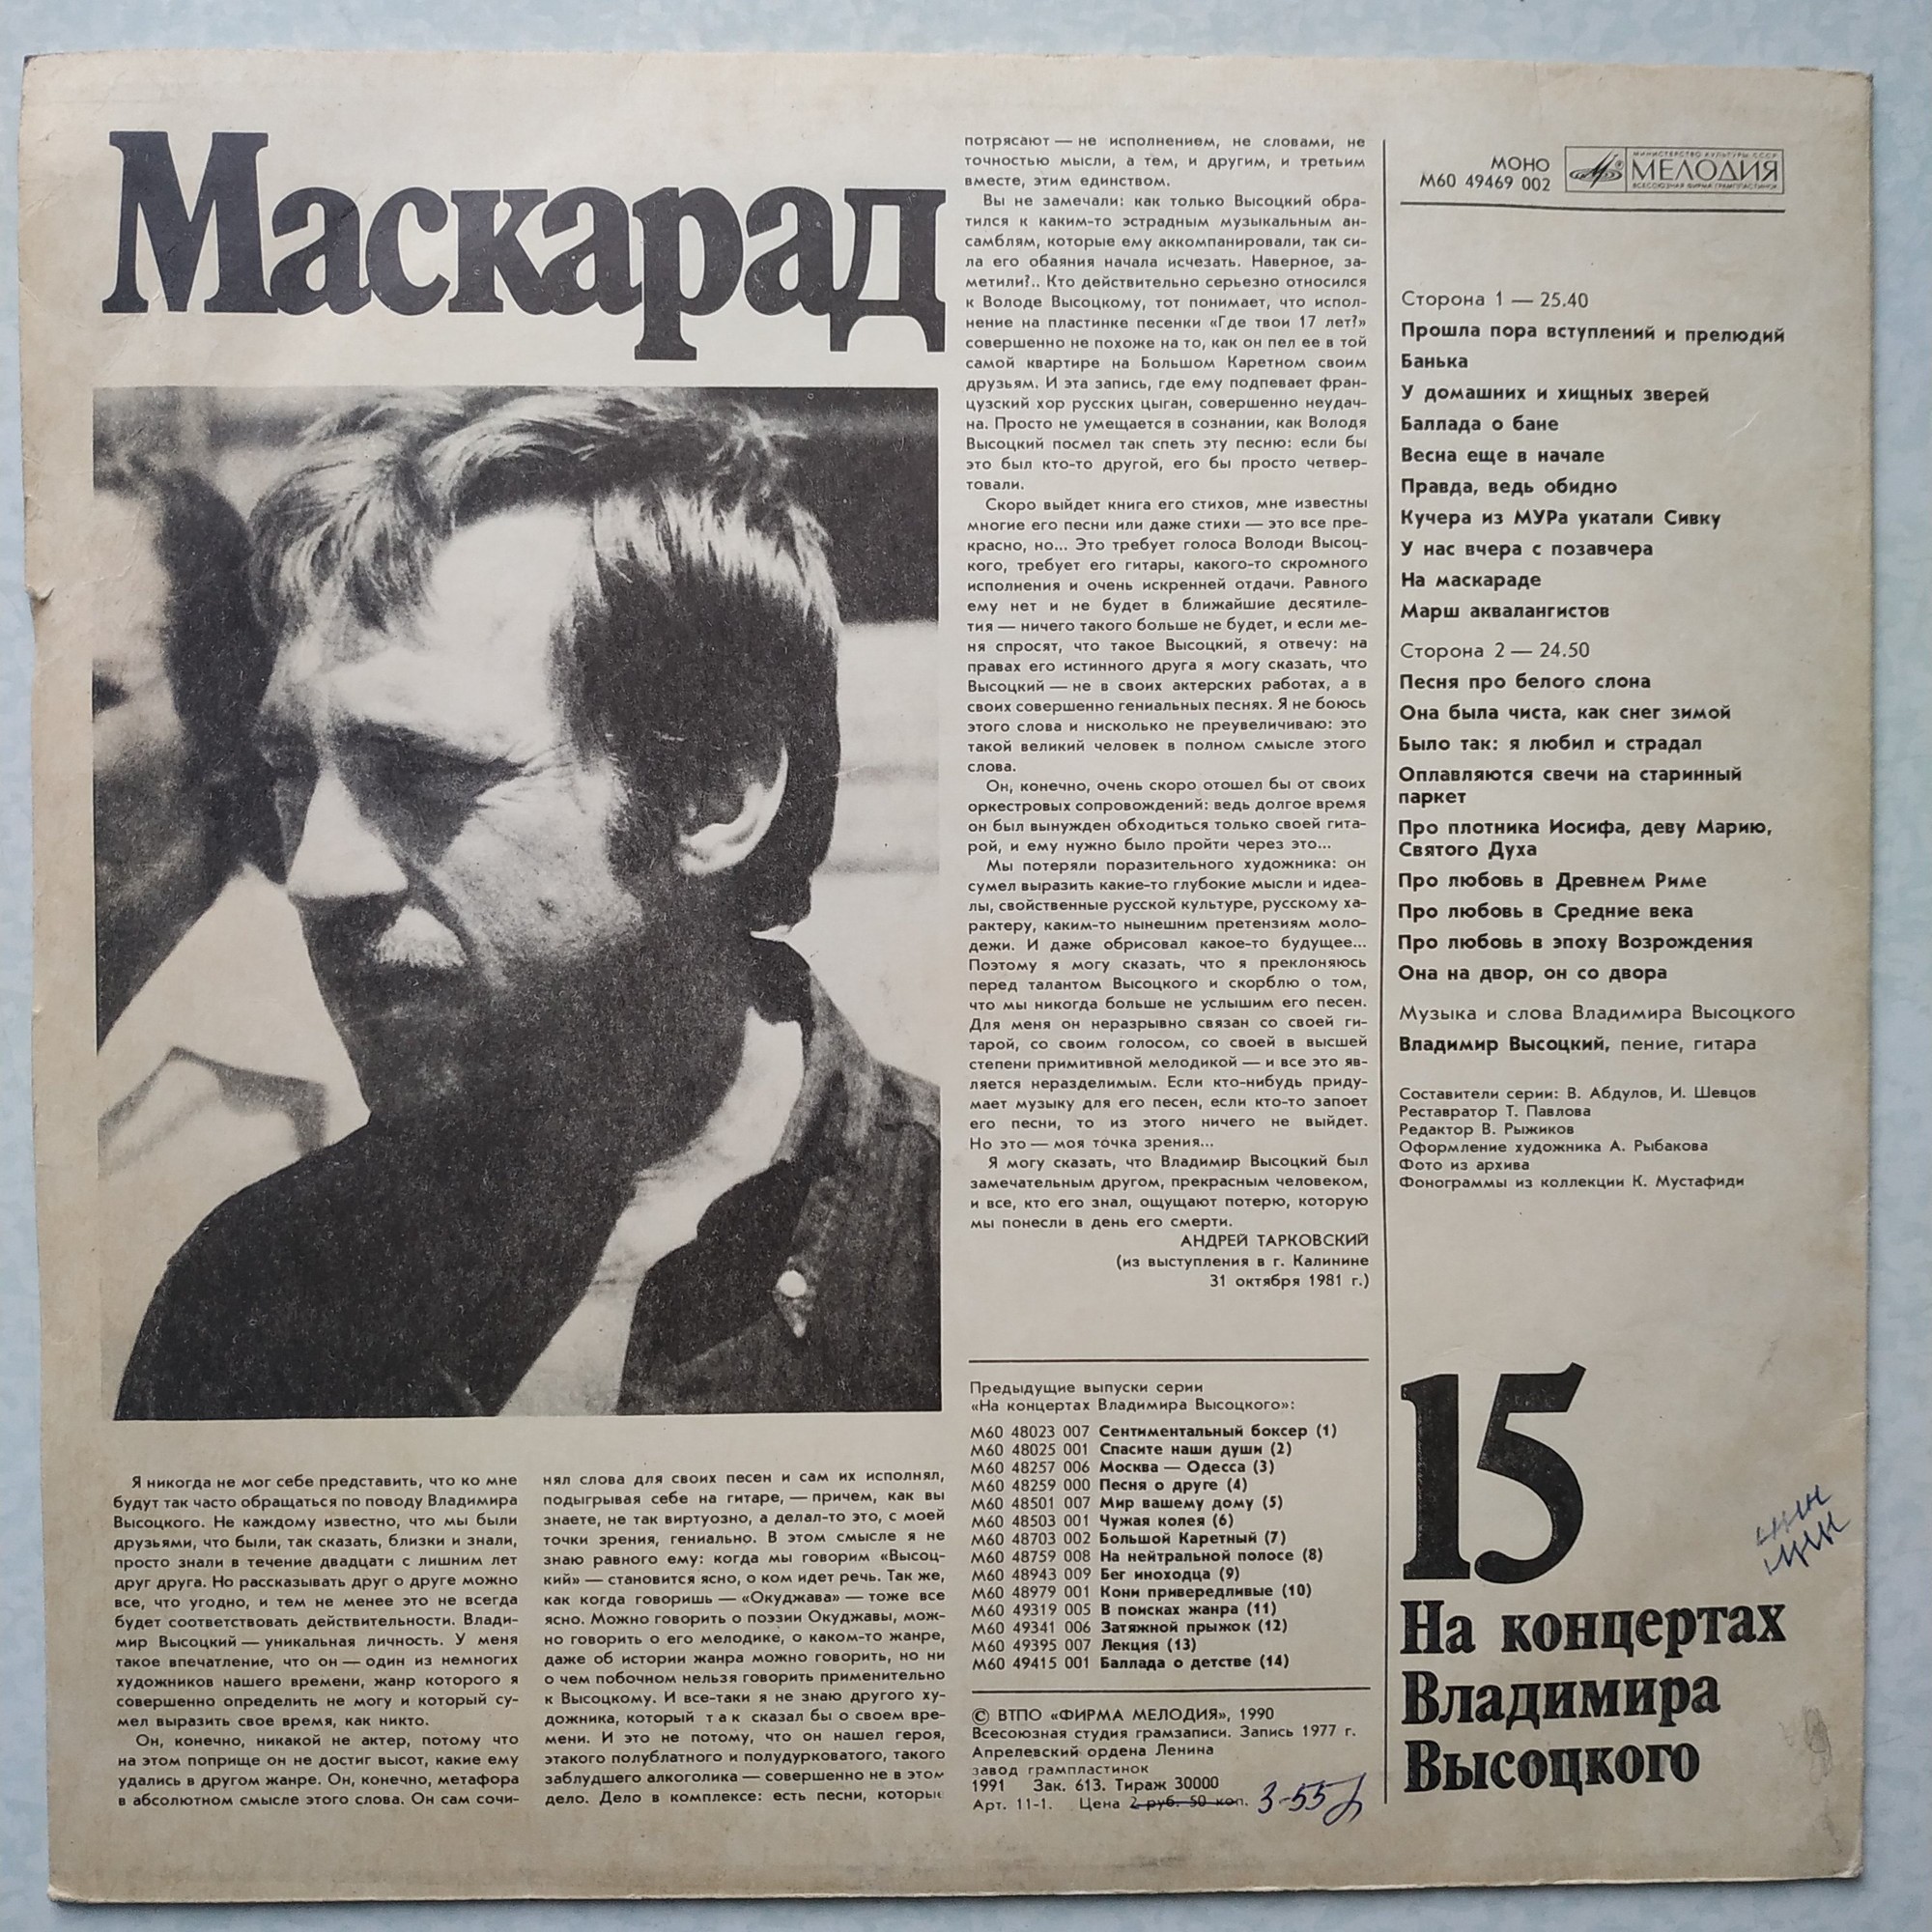 Маскарад
Я никогда не мог себе представить, что ко мне
будут так часто обращаться по поводу Владимира
Высоцкого. Не каждому известно, что мы были
друзьями, что были, так сказать, близки и знали,
просто знали в течение двадцати с лишним лет
друг друга. Но рассказывать друг о друге можно
все, что угодно, и тем не менее это не всегда
будет соответствовать действительности. Влади-
мир Высоцкий — уникальная личность. У меня
такое впечатление, что он — один из немногих
художников нашего времени, жанр которого я
совершенно определить не могу и который су-
мел выразить свое время, как никто.
Он, конечно, никакой не актер, потому что
на этом поприще он не достиг высот, какие ему
удались в другом жанре. Он, конечно, метафора
в абсолютном смысле этого слова. Он сам сочи-
нял слова для своих песен и сам их исполнял,
подыгрывая себе на гитаре, — причем, как вы
знаете, не так виртуозно, а делал-то это, с моей
точки зрения, гениально. В этом смысле я не
знаю равного ему: когда мы говорим «Высоц-
кий» — становится ясно, о ком идет речь. Так же,
как когда говоришь — «Окуджава» — тоже все
ясно. Можно говорить о поэзии Окуджавы, мож-
но говорить о его мелодике, о каком-то жанре,
даже об истории жанра можно говорить, но ни
о чем побочном нельзя говорить применительно
к Высоцкому. И все-таки я не знаю другого ху-
дожника, который так сказал бы о своем вре-
мени. И это не потому, что он нашел героя,
этакого полублатного и полудурковатого, такого
заблудшего алкоголика — совершенно не в этом
дело. Дело в комплексе: есть песни, которые
потрясают — не исполнением, не словами, не
точностью мысли, а тем, и другим, и третьим
вместе, этим единством.
Вы не замечали: как только Высоцкий обра-
тился к каким-то эстрадным музыкальным ан-
самблям, которые ему аккомпанировали, так си-
ла его обаяния начала исчезать. Наверное, за-
метили?.. Кто действительно серьезно относился
к Володе Высоцкому, тот понимает, что испол-
нение на пластинке песенки «Где твои 17 лет?»
совершенно не похоже на то, как он пел ее в той
самой квартире на Большом Каретном своим
друзьям. И эта запись, где ему подпевает фран-
цузский хор русских цыган, совершенно неудач-
на. Просто не умещается в сознании, как Володя
Высоцкий посмел так спеть эту песню: если бы
это был кто-то другой, его бы просто четвер-
товали.
Скоро выйдет книга его стихов, мне известны
многие его песни или даже стихи — это все пре-
красно, но... Это требует голоса Володи Высоц-
кого, требует его гитары, какого-то скромного
исполнения и очень искренней отдачи. Равного
ему нет и не будет в ближайшие десятиле-
тия — ничего такого больше не будет, и если ме-
ня спросят, что такое Высоцкий, я отвечу: на
правах его истинного друга я могу сказать, что
Высоцкий — не в своих актерских работах, а в
своих совершенно гениальных песнях. Я не боюсь
этого слова и нисколько не преувеличиваю: это
такой великий человек в полном смысле этого
слова.
Он, конечно, очень скоро отошел бы от своих
оркестровых сопровождений: ведь долгое время
он был вынужден обходиться только своей гита-
рой, и ему нужно было пройти через это...
Мы потеряли поразительного художника: он
сумел выразить какие-то глубокие мысли и идеа-
лы, свойственные русской культуре, русскому ха-
рактеру, каким-то нынешним претензиям моло-
дежи. И даже обрисовал какое-то будущее...
Поэтому я могу сказать, что я преклоняюсь
перед талантом Высоцкого и скорблю о том,
что мы никогда больше не услышим его песен.
Для меня он неразрывно связан со своей ги-
тарой, со своим голосом, со своей в высшей
степени примитивной мелодикой — и все это яв-
ляется неразделимым. Если кто-нибудь приду-
мает музыку для его песен, если кто-то запоет
его песни, то из этого ничего не выйдет.
Но это — моя точка зрения...
Я могу сказать, что Владимир Высоцкий был
замечательным другом, прекрасным человеком,
и все, кто его знал, ощущают потерю, которую
мы понесли в день его смерти.
АНДРЕЙ ТАРКОВСКИЙ
(из выступления в г. Калинине
31 октября 1981 г.)
Предыдущие выпуски серии
«На концертах Владимира Высоцкого»:
М60 48023 007 Сентиментальный боксер (1)
М60 48025 001 Спасите наши души (2)
М60 48257 006 Москва — Одесса (3)
М60 48259 000 Песня о друге (4)
М60 48501 007 Мир вашему дому (5)
М60 48503 001 Чужая колея (6)
М60 48703 002 Большой Каретный (7)
М60 48759 008 На нейтральной полосе (8)
М60 48943 009 Бег иноходца (9)
М60 48979 001 Кони привередливые (10)
М60 49319 005 В поисках жанра (11)
М60 49341 006 Затяжной прыжок (12)
М60 49395 007 Лекция (13)
М60 49415 001 Баллада о детстве (14)
© ВТПО «ФИРМА МЕЛОДИЯ», 1990
Всесоюзная студия грамзаписи. Запись 1977 г.
Апрелевский ордена Ленина
завод грампластинок
1991 Зак. 613. Тираж 30000
Арт. 11-1. Цена 2 руб. 50 коп. 3-55
МОНО
М60 49469 002
МИНИСТЕРСТВО КУЛЬТУРЫ СССР
МЕЛОДИЯ
ВСЕСОЮЗНАЯ ФИРМА ГРАМПЛАСТИНОК
Сторона 1 — 25.40
Прошла пора вступлений и прелюдий
Банька
У домашних и хищных зверей
Баллада о бане
Весна еще в начале
Правда, ведь обидно
Кучера из МУРа укатали Сивку
У нас вчера с позавчера
На маскараде
Марш аквалангистов
Сторона 2 — 24.50
Песня про белого слона
Она была чиста, как снег зимой
Было так: я любил и страдал
Оплавляются свечи на старинный
паркет
Про плотника Иосифа, деву Марию,
Святого Духа
Про любовь в Древнем Риме
Про любовь в Средние века
Про любовь в эпоху Возрождения
Она на двор, он со двора
Музыка и слова Владимира Высоцкого
Владимир Высоцкий, пение, гитара
Составители серии: В. Абдулов, И. Шевцов
Реставратор Т. Павлова
Редактор В. Рыжиков
Оформление художника А. Рыбакова
Фото из архива
Фонограммы из коллекции К. Мустафиди
15
На концертах
Владимира
Высоцкого